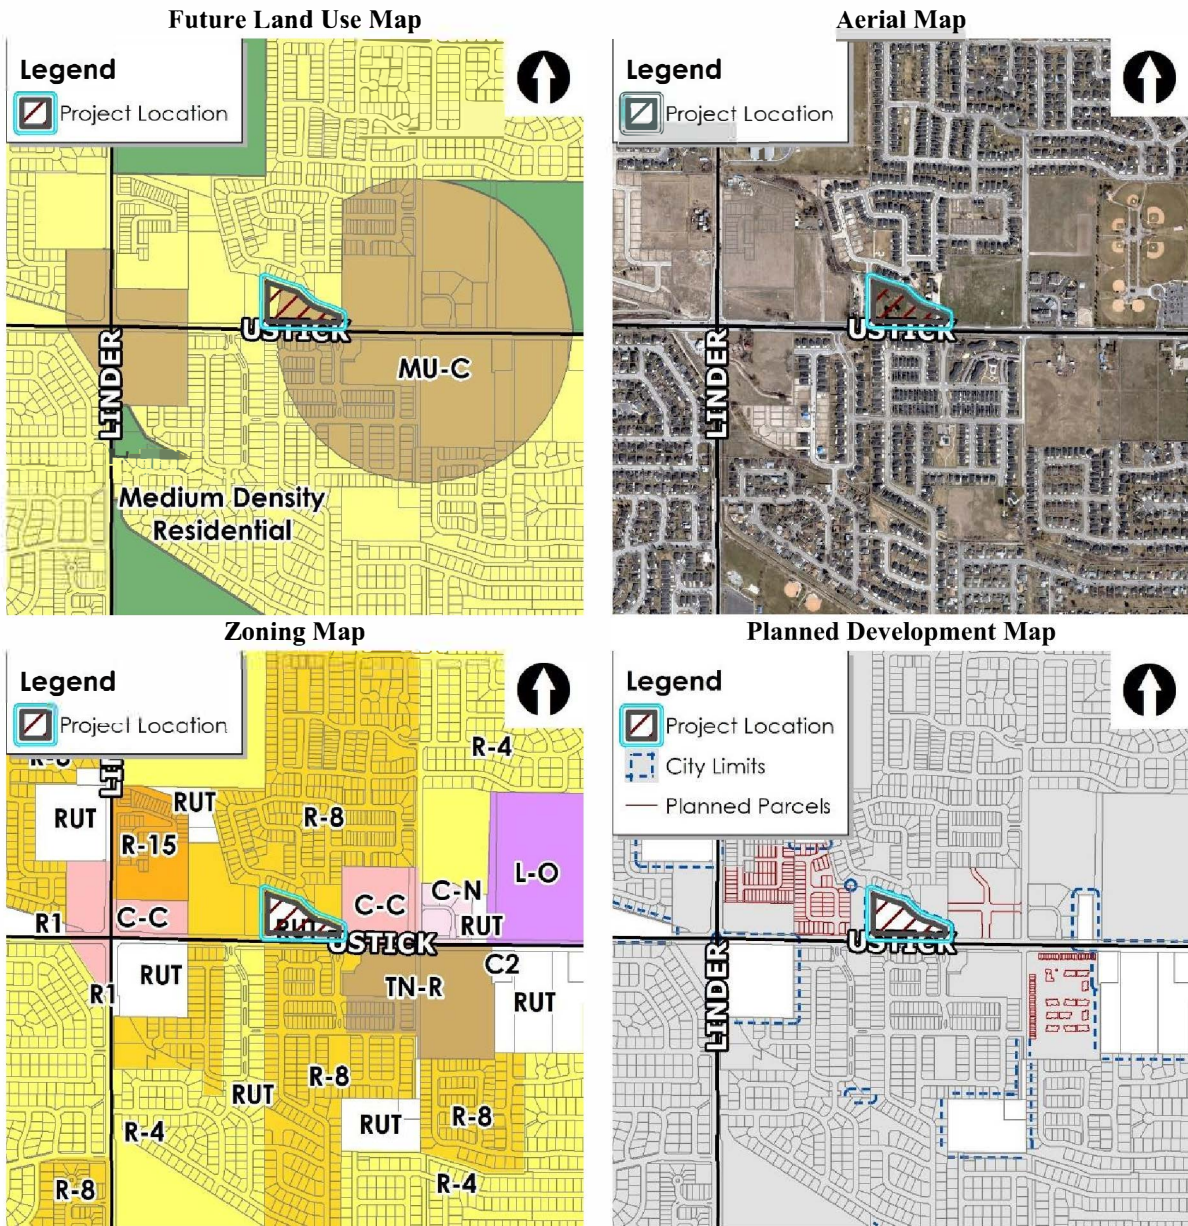 Future Land Use Map
Legend
Project Location
LINDER
USTICK
MU-C
Medium Density
Residential
Aerial Map
Legend
Project Location
LINDER
USTICK
Zoning Map
Legend
Project Location
R-4
RUT
RUT
R-8
R-15
L-O
C-N
C-C
RUT
R1
C-C
RUT
USTICK
C2
RUT
R1
TN-R
RUT
R-8
RUT
RUT
R-8
R-4
R-4
R-8
Planned Development Map
Legend
Project Location
City Limits
Planned Parcels
LINDER
USTICK